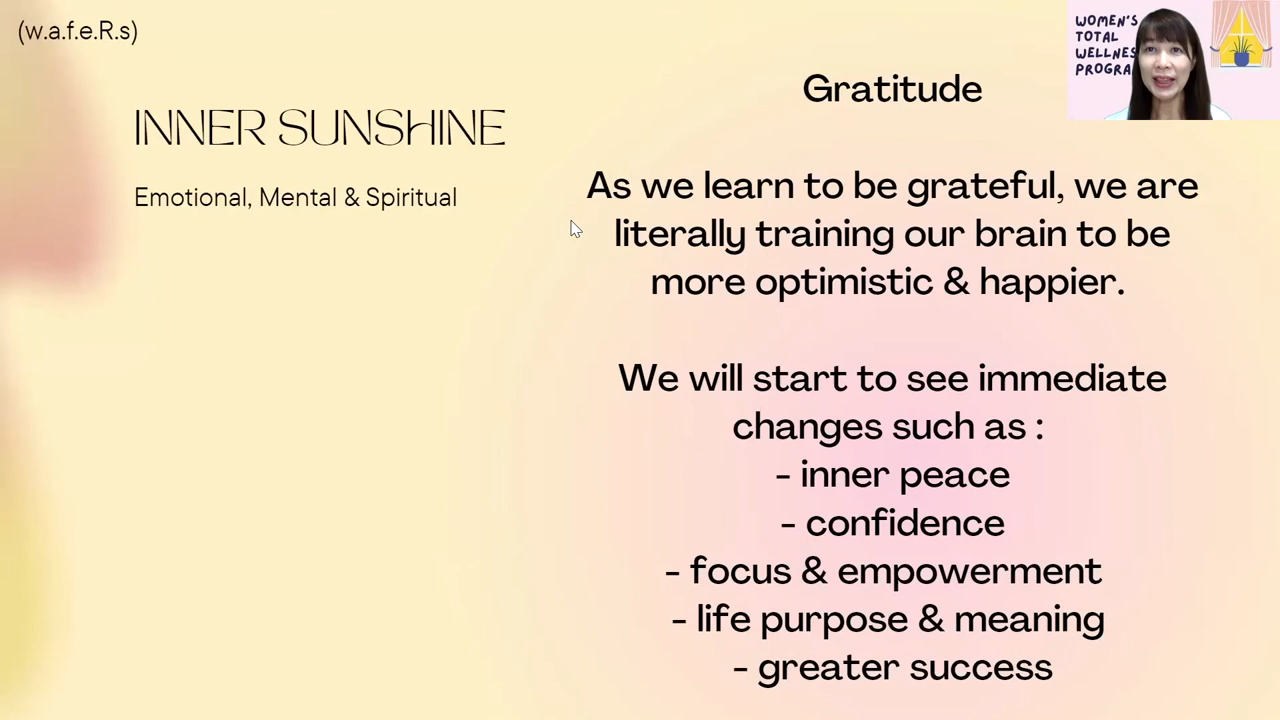 (w.a.f.e.R.s)
INNER SUNSHINE
Emotional, Mental & Spiritual
Gratitude
As we learn to be grateful, we are
literally training our brain to be
more optimistic & happier.
We will start to see immediate
changes such as :
- inner peace
- confidence
- focus & empowerment
- life purpose & meaning
- greater success
WOMEN'S
TOTAL